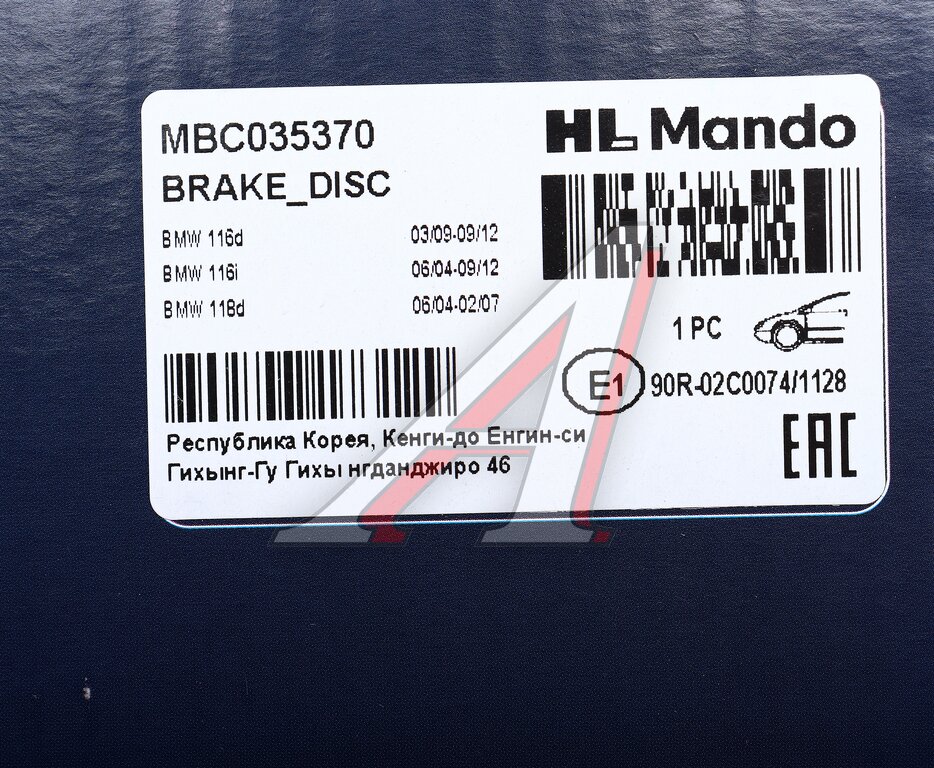 MBC035370
HL Mando
BRAKE_DISC
BMW 116d 03/09-09/12
BMW 116i 06/04-09/12
BMW 118d 06/04-02/07
1 PC
E1 90R-02C0074/1128
Республика Корея, Кенги-до Енгин-си
Гихынг-Гу Гихы нгданджиро 46
EAC